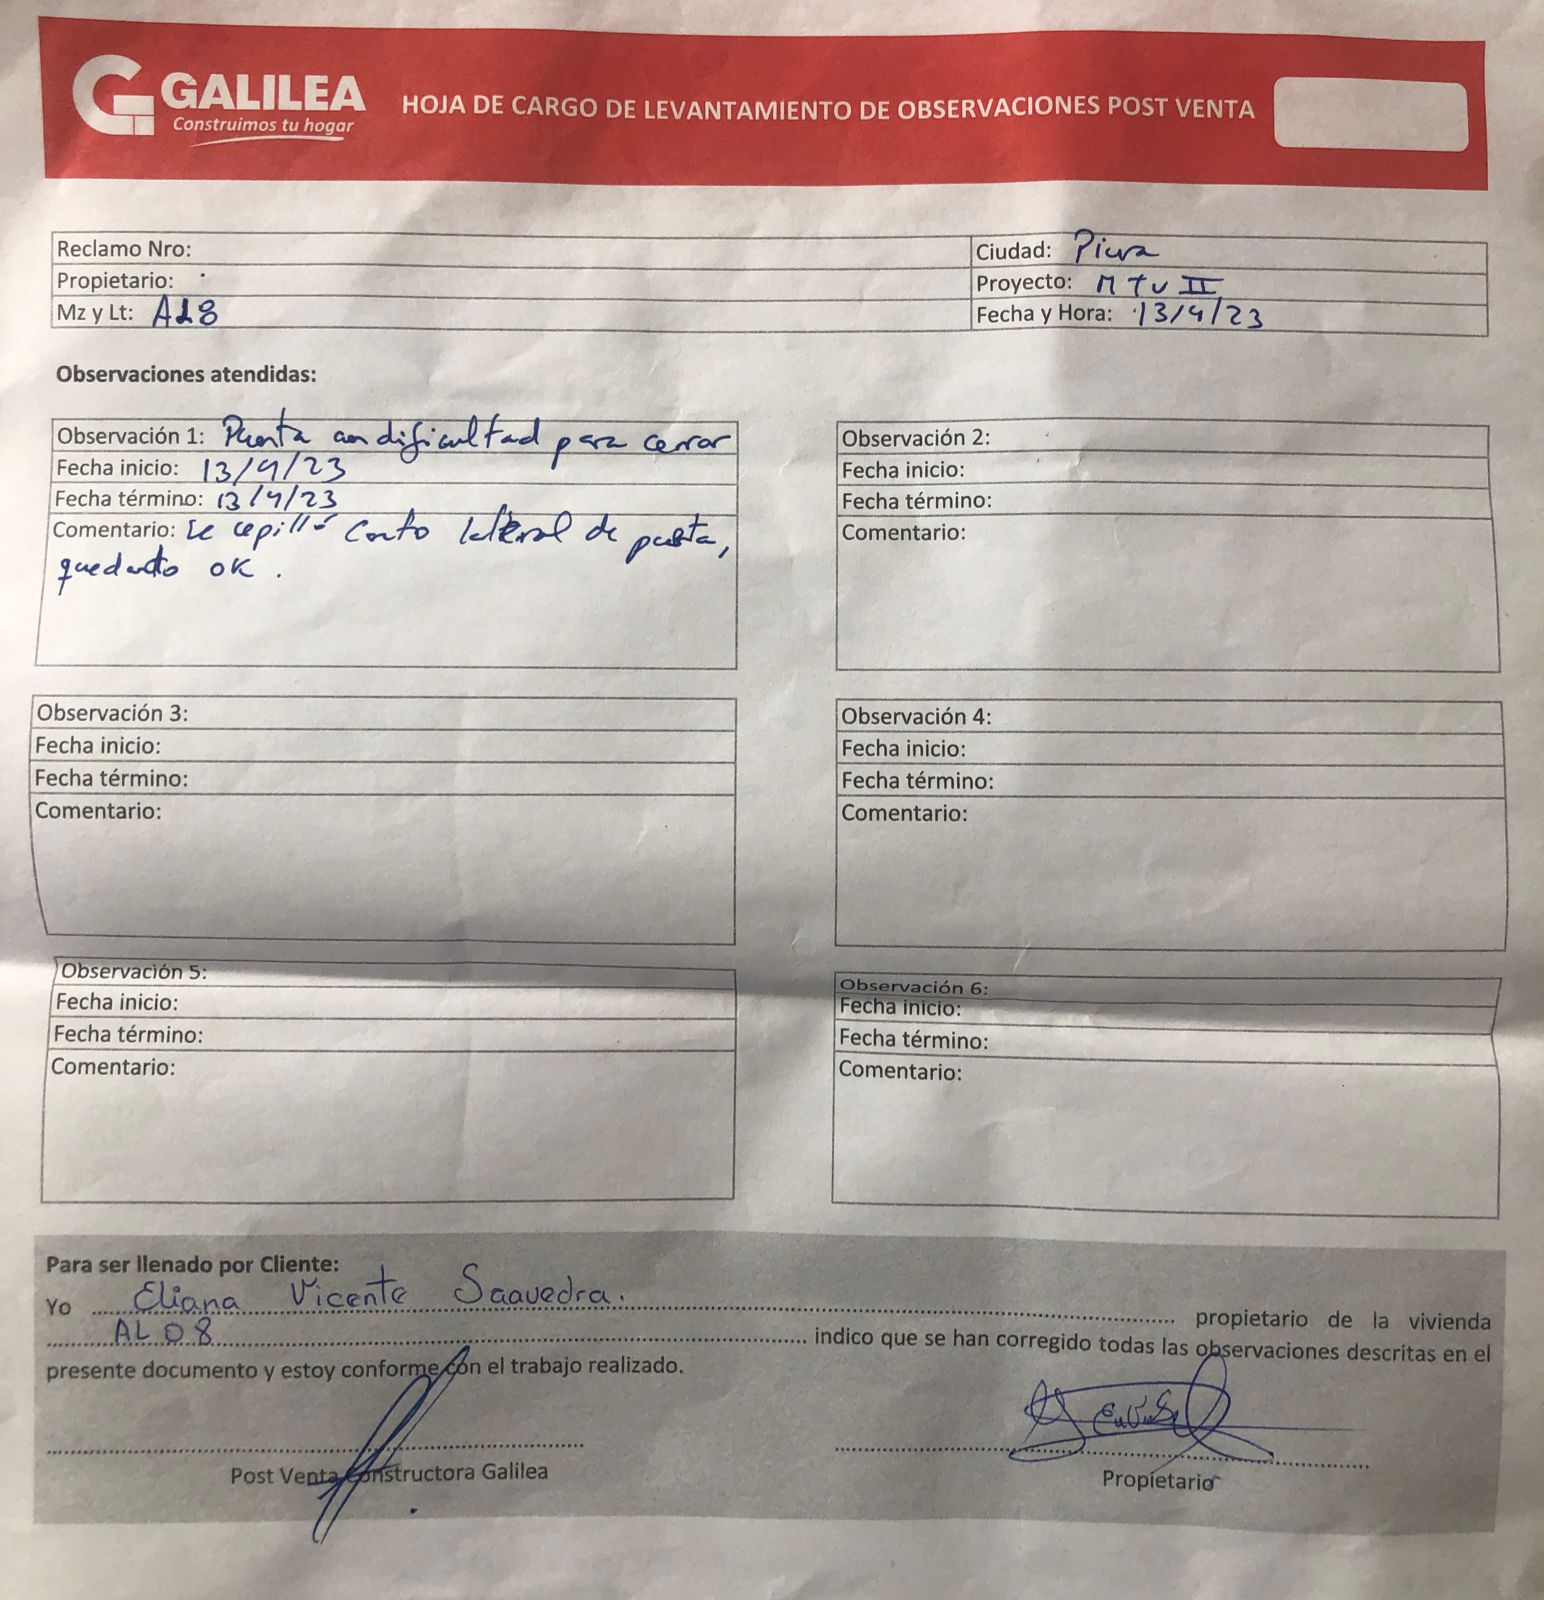 GALILEA
Construimos tu hogar
HOJA DE CARGO DE LEVANTAMIENTO DE OBSERVACIONES POST VENTA
Reclamo Nro:
Ciudad: Piura
Propietario:
Proyecto: MTV II
Mz y Lt: AL8
Fecha y Hora: 13/4/23
Observaciones atendidas:
Observación 1: Puerta con dificultad para cerrar
Fecha inicio: 13/4/23
Fecha término: 13/4/23
Comentario: Se cepilló canto lateral de puerta,
quedando ok.
Observación 2:
Fecha inicio:
Fecha término:
Comentario:
Observación 3:
Fecha inicio:
Fecha término:
Comentario:
Observación 4:
Fecha inicio:
Fecha término:
Comentario:
Observación 5:
Fecha inicio:
Fecha término:
Comentario:
Observación 6:
Fecha inicio:
Fecha término:
Comentario:
Para ser llenado por Cliente:
Yo Eliana Vicente Saavedra. propietario de la vivienda
AL 08 indico que se han corregido todas las observaciones descritas en el
presente documento y estoy conforme con el trabajo realizado.
Post Venta Constructora Galilea
Propietario